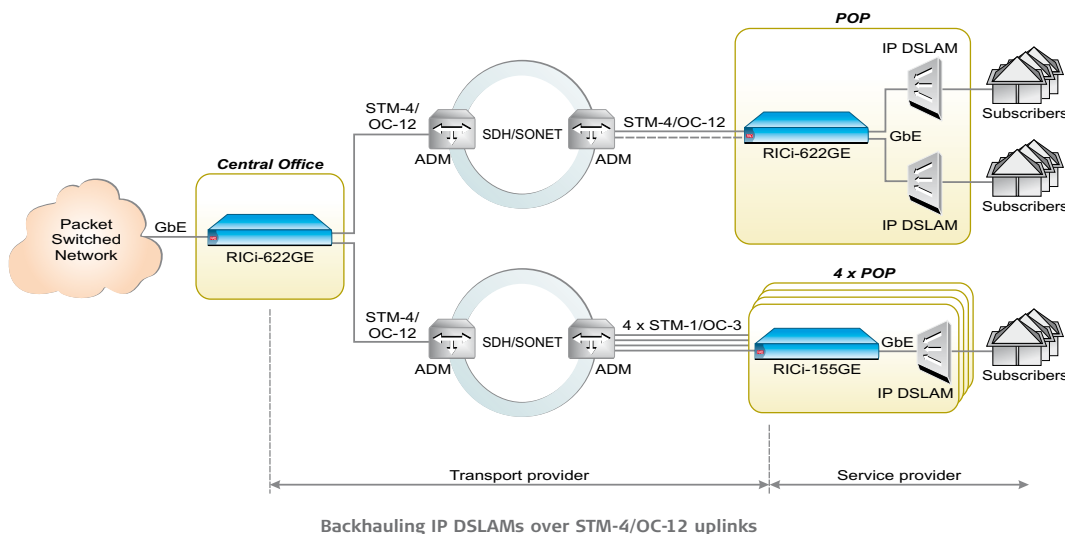 POP
IP DSLAM
Subscribers
STM-4/
OC-12
SDH/SONET
ADM
ADM
STM-4/OC-12
RICi-622GE
GbE
IP DSLAM
Subscribers
Central Office
Packet
Switched
Network
GbE
RICi-622GE
4 x POP
STM-4/
OC-12
SDH/SONET
ADM
ADM
4 x STM-1/OC-3
RICi-155GE
GbE
IP DSLAM
Subscribers
Transport provider
Service provider
Backhauling IP DSLAMs over STM-4/OC-12 uplinks